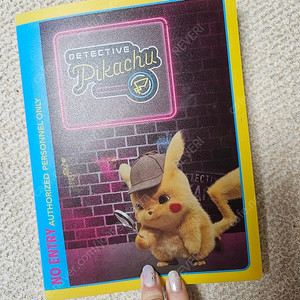 DETECTIVE
Pikachu
NO ENTRY AUTHORIZED PERSONNEL ONLY